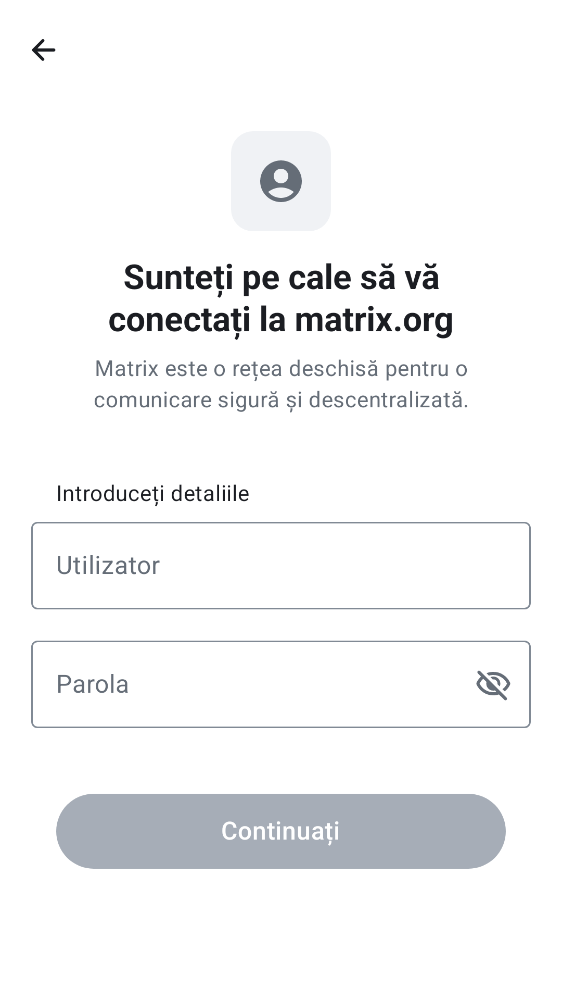 Sunteți pe cale să vă
conectați la matrix.org
Matrix este o rețea deschisă pentru o
comunicare sigură și descentralizată.
Introduceți detaliile
Utilizator
Parola
Continuați